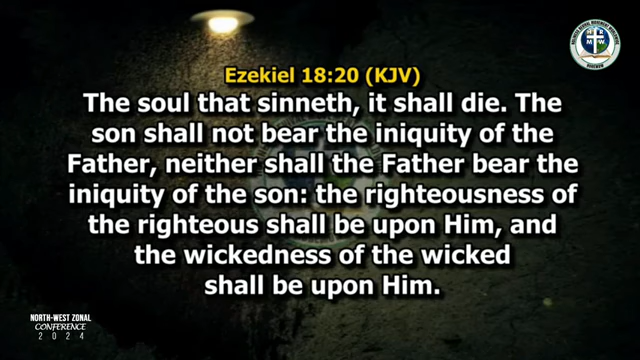 Ezekiel 18:20 (KJV)
The soul that sinneth, it shall die. The
son shall not bear the iniquity of the
Father, neither shall the Father bear the
iniquity of the son: the righteousness of
the righteous shall be upon Him, and
the wickedness of the wicked
shall be upon Him.
NORTH-WEST ZONAL
CONFERENCE
2024